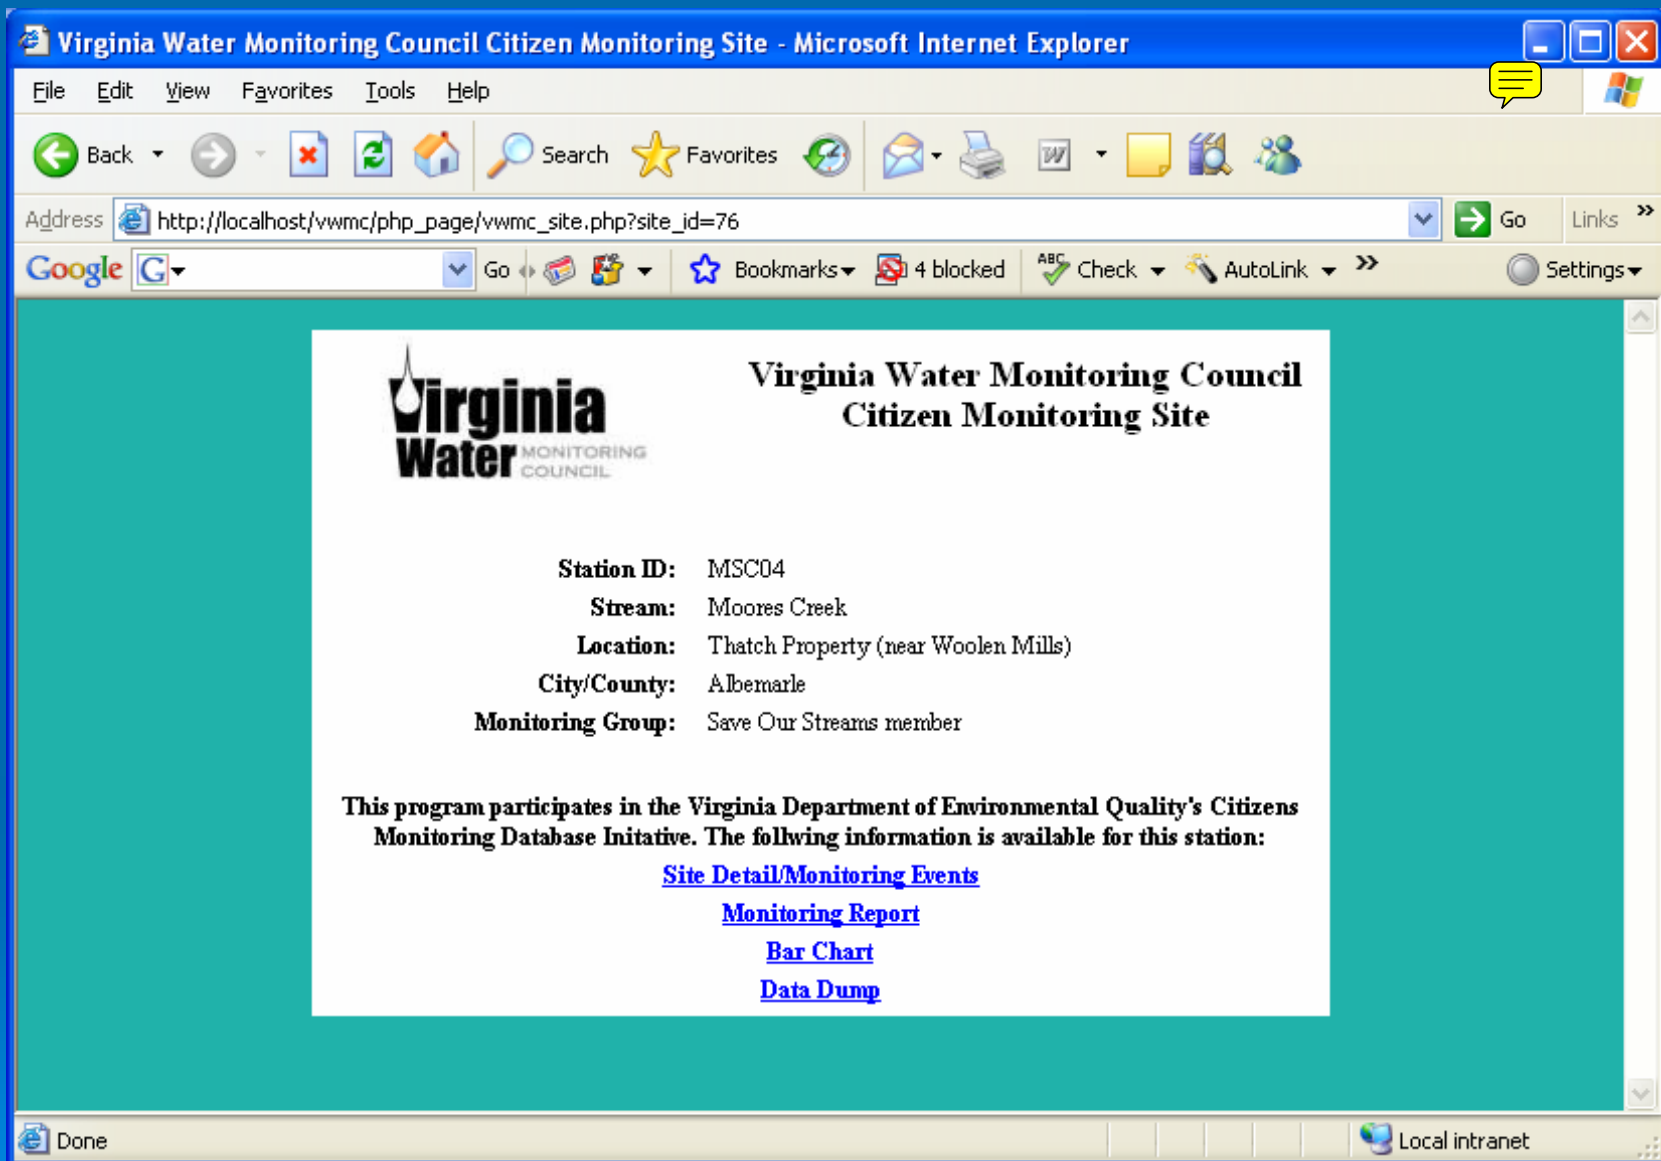 Virginia Water Monitoring Council Citizen Monitoring Site - Microsoft Internet Explorer
File Edit View Favorites Tools Help
Back Search Favorites W
Address http://localhost/vwmc/php_page/vwmc_site.php?site_id=76 Go Links »
Google G Go Bookmarks 4 blocked ABC Check AutoLink » Settings
Virginia
Water MONITORING
COUNCIL
Virginia Water Monitoring Council
Citizen Monitoring Site
Station ID: MSC04
Stream: Moores Creek
Location: Thatch Property (near Woolen Mills)
City/County: Albemarle
Monitoring Group: Save Our Streams member
This program participates in the Virginia Department of Environmental Quality's Citizens
Monitoring Database Initative. The follwing information is available for this station:
Site Detail/Monitoring Events
Monitoring Report
Bar Chart
Data Dump
Done Local intranet